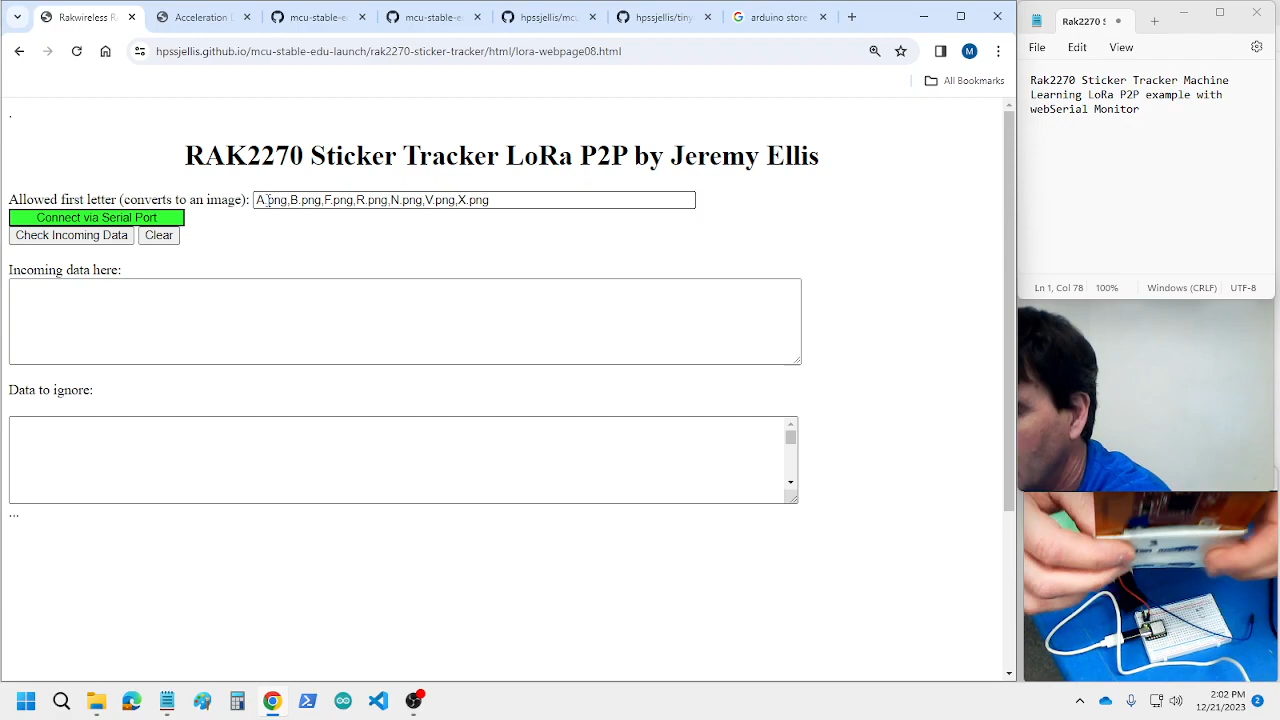 Rakwireless R
Acceleration D
mcu-stable-e
mcu-stable-e
hpssjellis/mc
hpssjellis/tiny
arduino store
hpssjellis.github.io/mcu-stable-edu-launch/rak2270-sticker-tracker/html/lora-webpage08.html
M
All Bookmarks
.
RAK2270 Sticker Tracker LoRa P2P by Jeremy Ellis
Allowed first letter (converts to an image): A.png,B.png,F.png,R.png,N.png,V.png,X.png
Connect via Serial Port
Check Incoming Data Clear
Incoming data here:
Data to ignore:
...
Rak2270 S
File Edit View
Rak2270 Sticker Tracker Machine
Learning LoRa P2P example with
webSerial Monitor
Ln 1, Col 78 100% Windows (CRLF) UTF-8
2:02 PM
12/21/2023
2